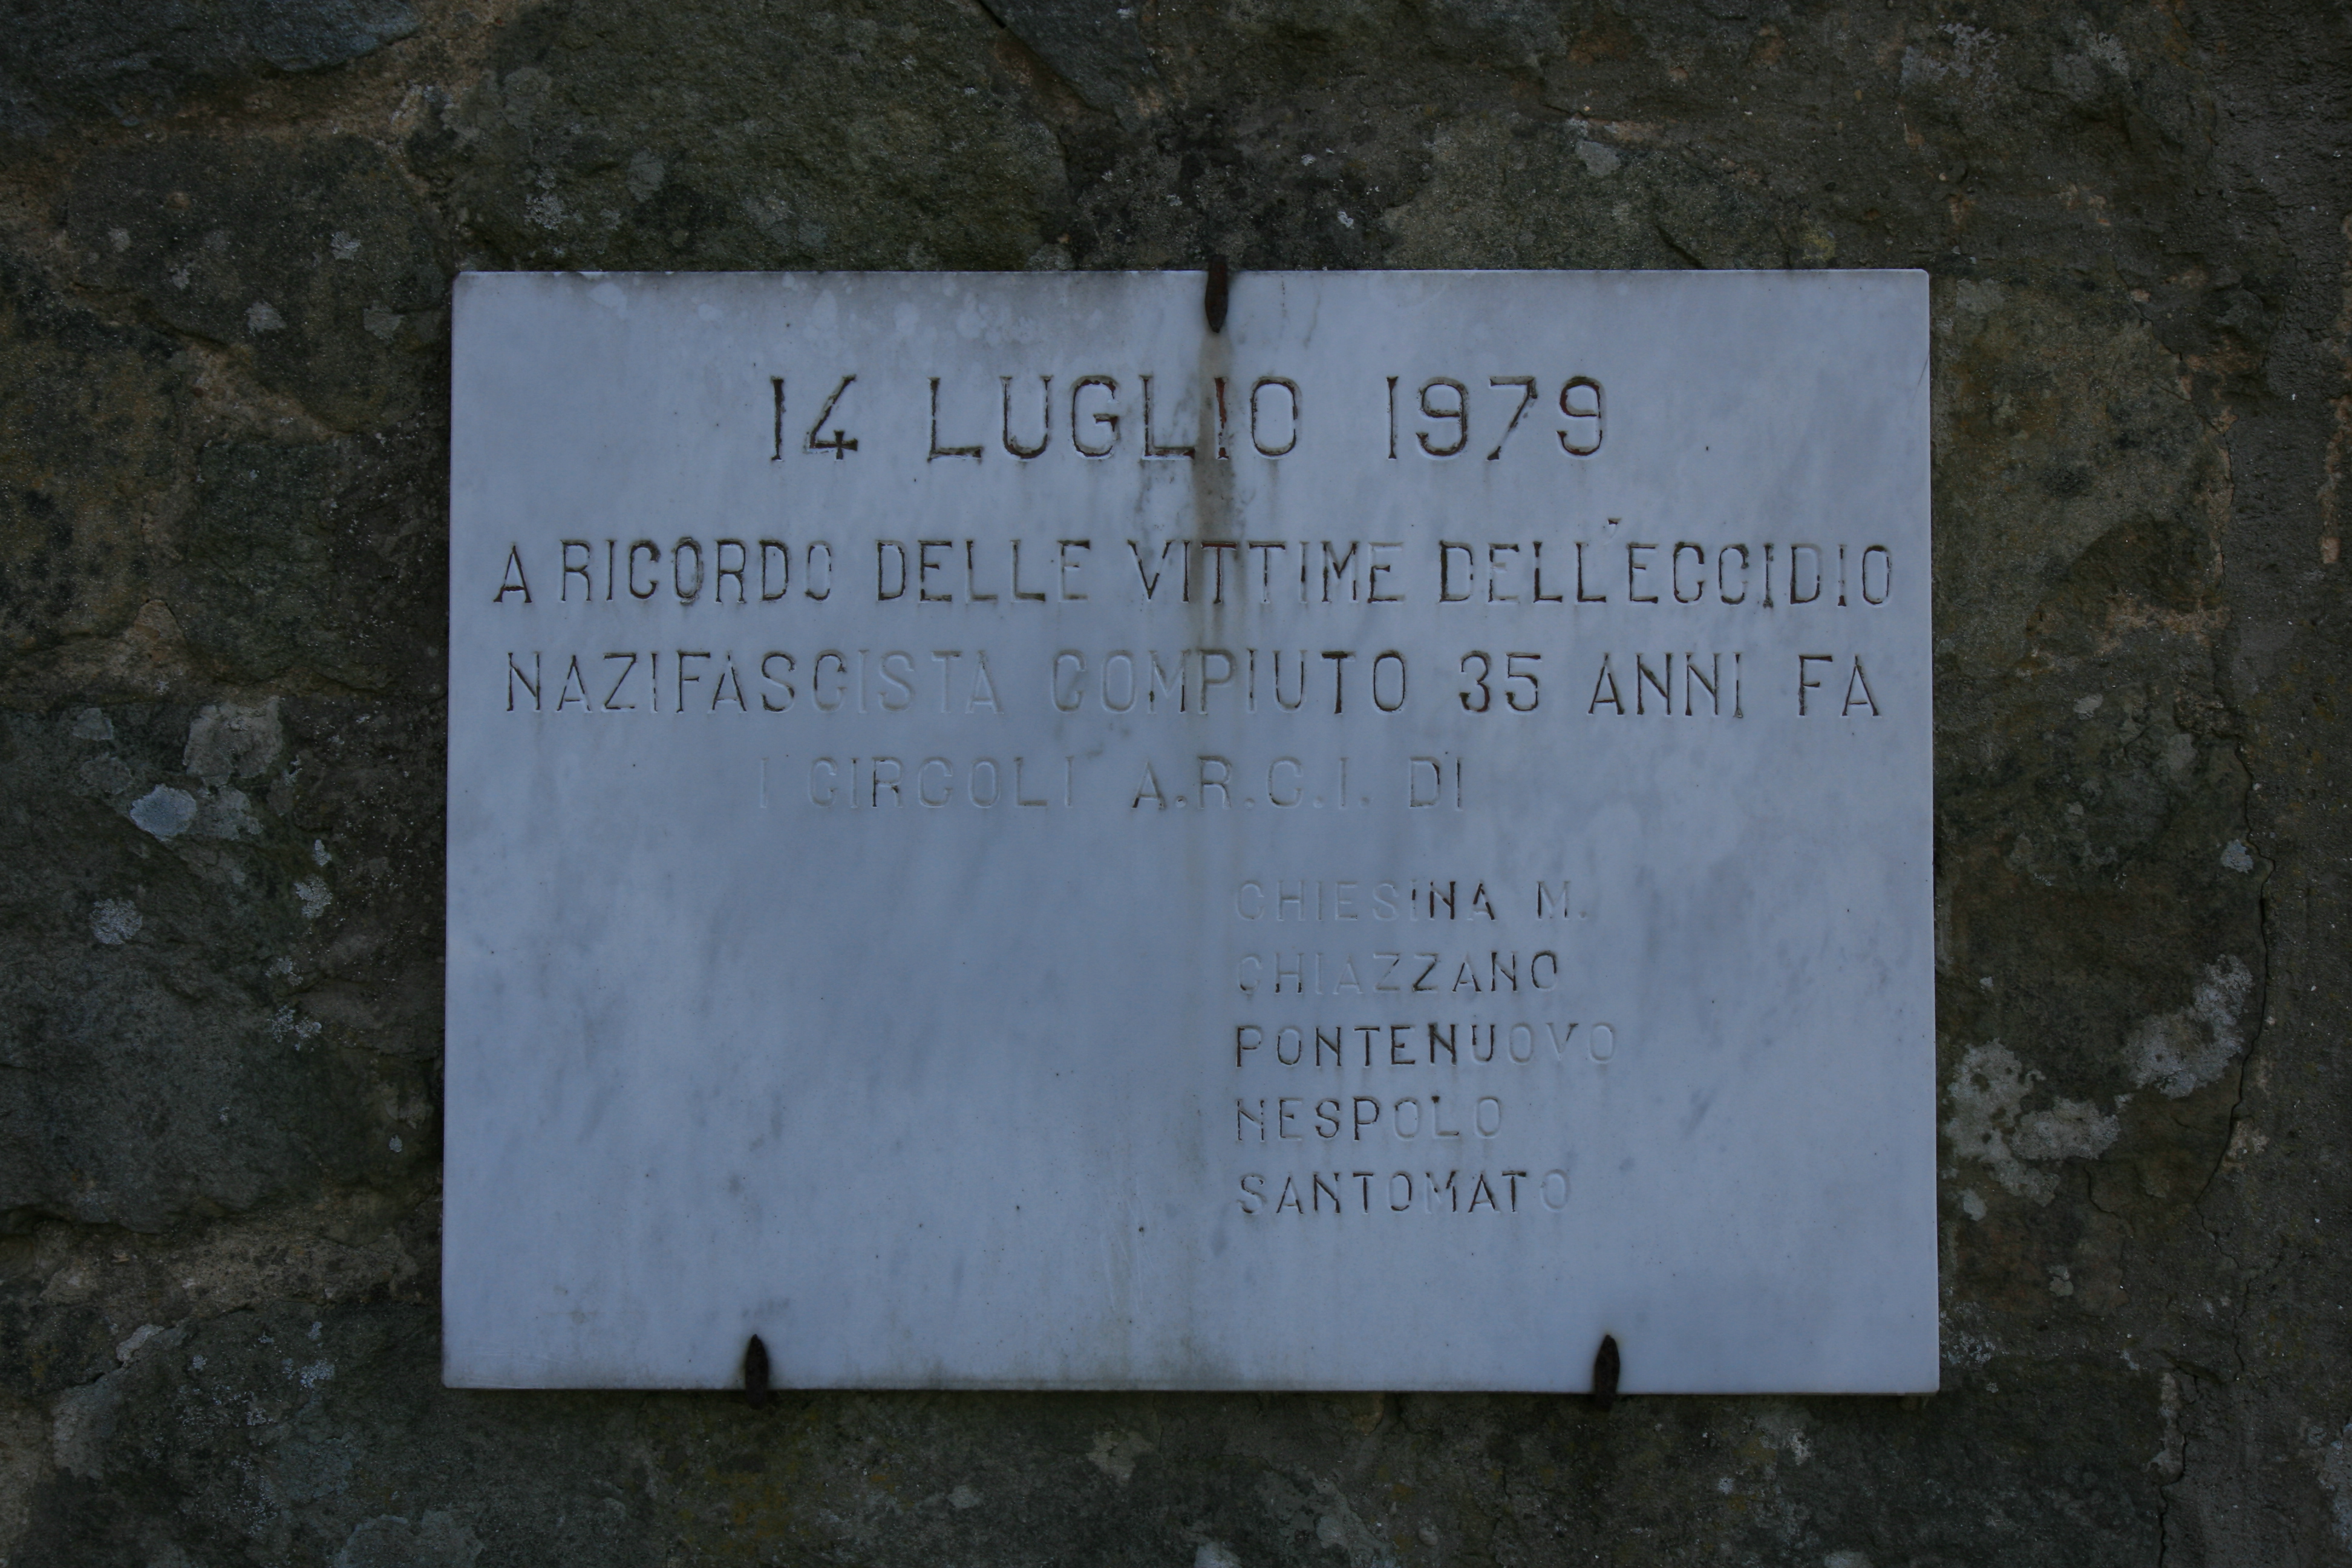 14 LUGLIO 1979
A RICORDO DELLE VITTIME DELL'ECCIDIO
NAZIFASCISTA COMPIUTO 35 ANNI FA
I CIRCOLI A.R.C.I. DI
CHIESINA M.
CHIAZZANO
PONTENUOVO
NESPOLO
SANTOMATO